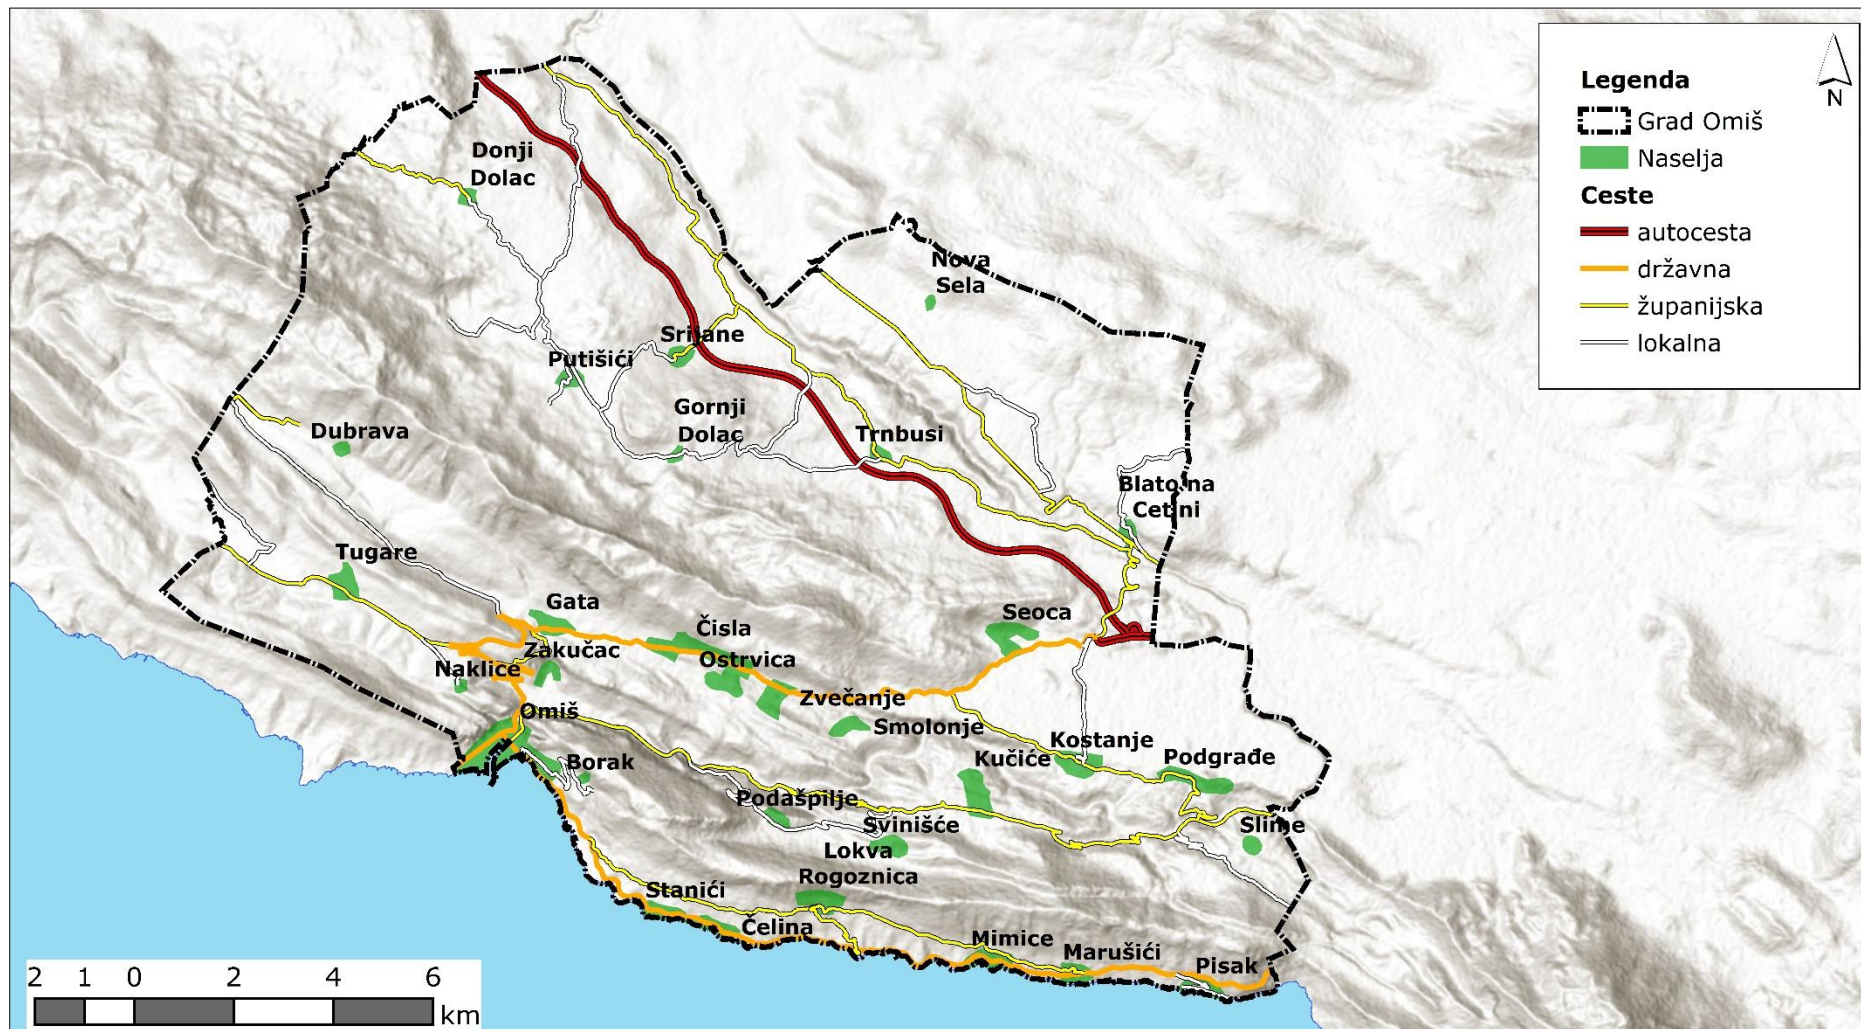 Legenda
Grad Omiš
Naselja
Ceste
autocesta
državna
županijska
lokalna
N
Donji
Dolac
Nova
Sela
Srijane
Putišići
Gornji
Dolac
Dubrava
Trnbusi
Blato na
Cetini
Tugare
Gata
Seoca
Čisla
Zakučac
Naklice
Ostrvica
Zvečanje
Omiš
Smolonje
Kostanje
Podgrađe
Borak
Kučiće
Podašpilje
Svinišće
Slime
Lokva
Rogoznica
Stanići
Čelina
Mimice
Marušići
Pisak
2 1 0 2 4 6
km